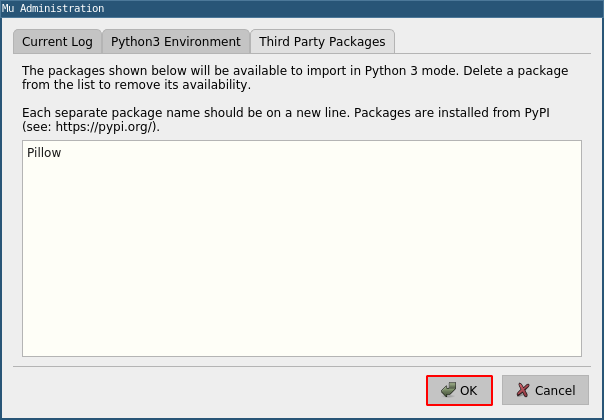 Mu Administration
Current Log
Python3 Environment
Third Party Packages
The packages shown below will be available to import in Python 3 mode. Delete a package
from the list to remove its availability.
Each separate package name should be on a new line. Packages are installed from PyPI
(see: https://pypi.org/).
Pillow
OK
Cancel